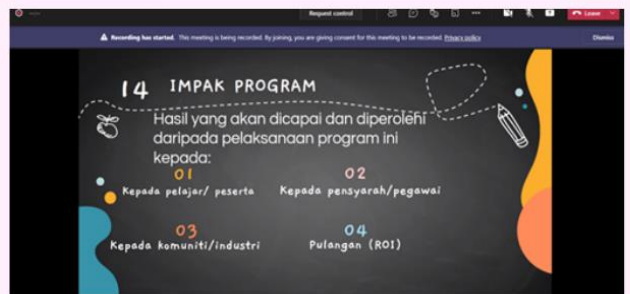 Request control
Leave
Recording has started. This meeting is being recorded. By joining, you are giving consent for this meeting to be recorded. Privacy policy
Dismiss
14 IMPAK PROGRAM
Hasil yang akan dicapai dan diperolehi
daripada pelaksanaan program ini
kepada:
01
Kepada pelajar/ peserta
02
Kepada pensyarah/pegawai
03
Kepada komuniti/industri
04
Pulangan (ROI)